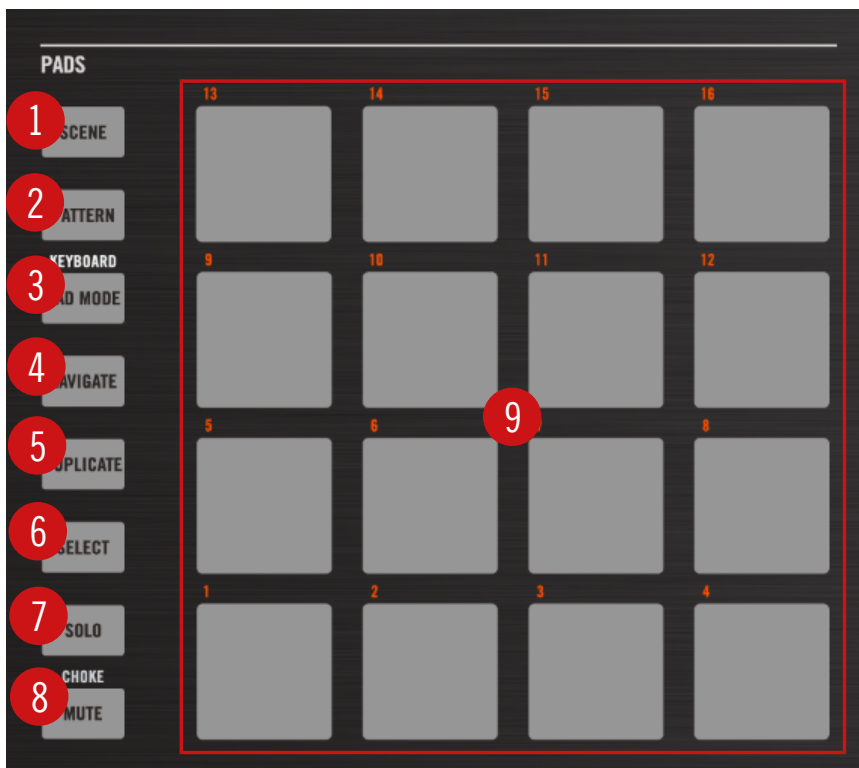 PADS
13 14 15 16
1 SCENE
2 ATTERN
KEYBOARD
9 10 11 12
3 AD MODE
4 AVIGATE
9
5 6 8
5 UPLICATE
6 SELECT
1 2 3 4
7 SOLO
CHOKE
8 MUTE